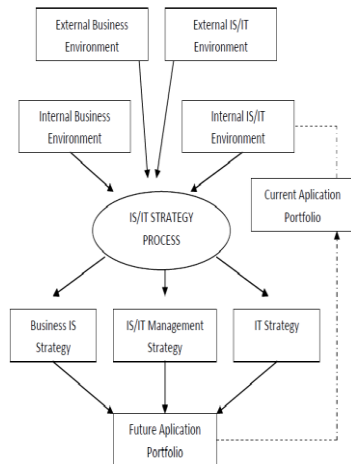 External Business
Environment
External IS/IT
Environment
Internal Business
Environment
Internal IS/IT
Environment
Current Aplication
Portfolio
IS/IT STRATEGY
PROCESS
Business IS
Strategy
IS/IT Management
Strategy
IT Strategy
Future Aplication
Portfolio